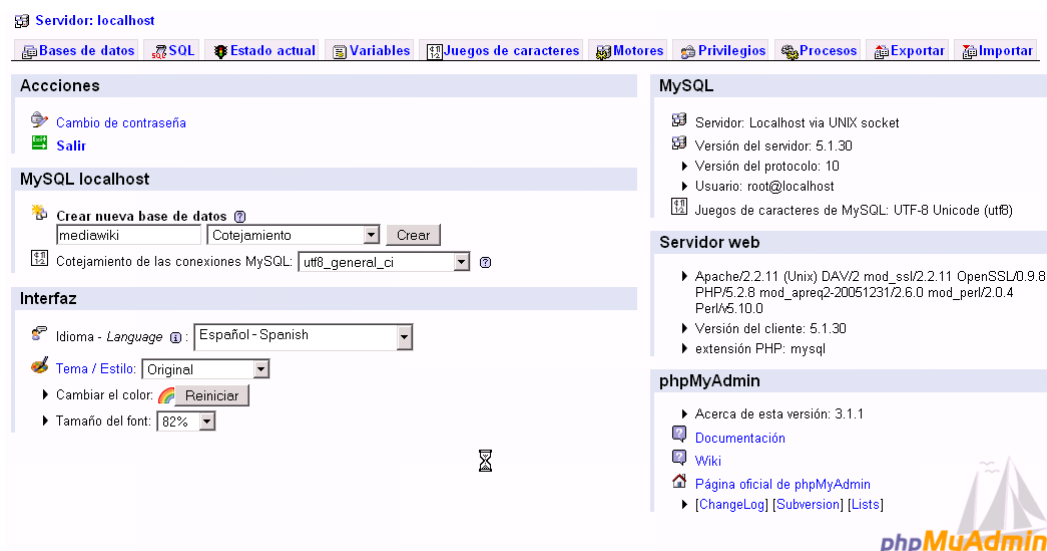 Servidor: localhost
Bases de datos SQL Estado actual Variables Juegos de caracteres Motores Privilegios Procesos Exportar Importar
Accciones
Cambio de contraseña
Salir
MySQL localhost
Crear nueva base de datos
mediawiki Cotejamiento Crear
Cotejamiento de las conexiones MySQL: utf8_general_ci
Interfaz
Idioma - Language : Español - Spanish
Tema / Estilo: Original
Cambiar el color: Reiniciar
Tamaño del font: 82%
MySQL
Servidor: Localhost via UNIX socket
Versión del servidor: 5.1.30
Versión del protocolo: 10
Usuario: root@localhost
Juegos de caracteres de MySQL: UTF-8 Unicode (utf8)
Servidor web
Apache/2.2.11 (Unix) DAV/2 mod_ssl/2.2.11 OpenSSL/0.9.8
PHP/5.2.8 mod_apreq2-20051231/2.6.0 mod_perl/2.0.4
Perl/v5.10.0
Versión del cliente: 5.1.30
extensión PHP: mysql
phpMyAdmin
Acerca de esta versión: 3.1.1
Documentación
Wiki
Página oficial de phpMyAdmin
[ChangeLog] [Subversion] [Lists]
phpMyAdmin